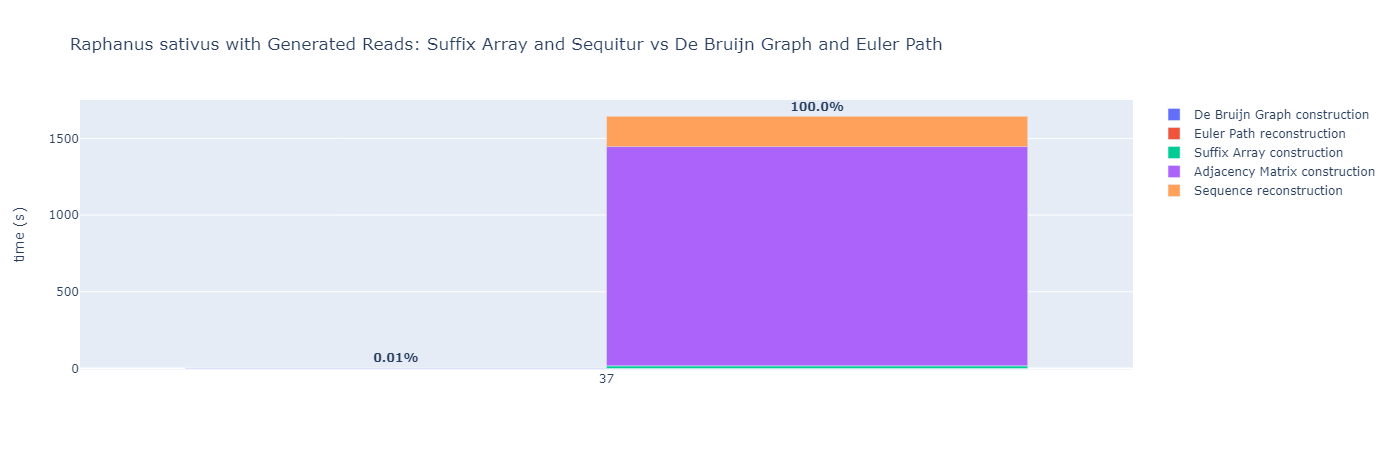 Raphanus sativus with Generated Reads: Suffix Array and Sequitur vs De Bruijn Graph and Euler Path
100.0%
0.01%
time (s)
1500
1000
500
0
37
De Bruijn Graph construction
Euler Path reconstruction
Suffix Array construction
Adjacency Matrix construction
Sequence reconstruction